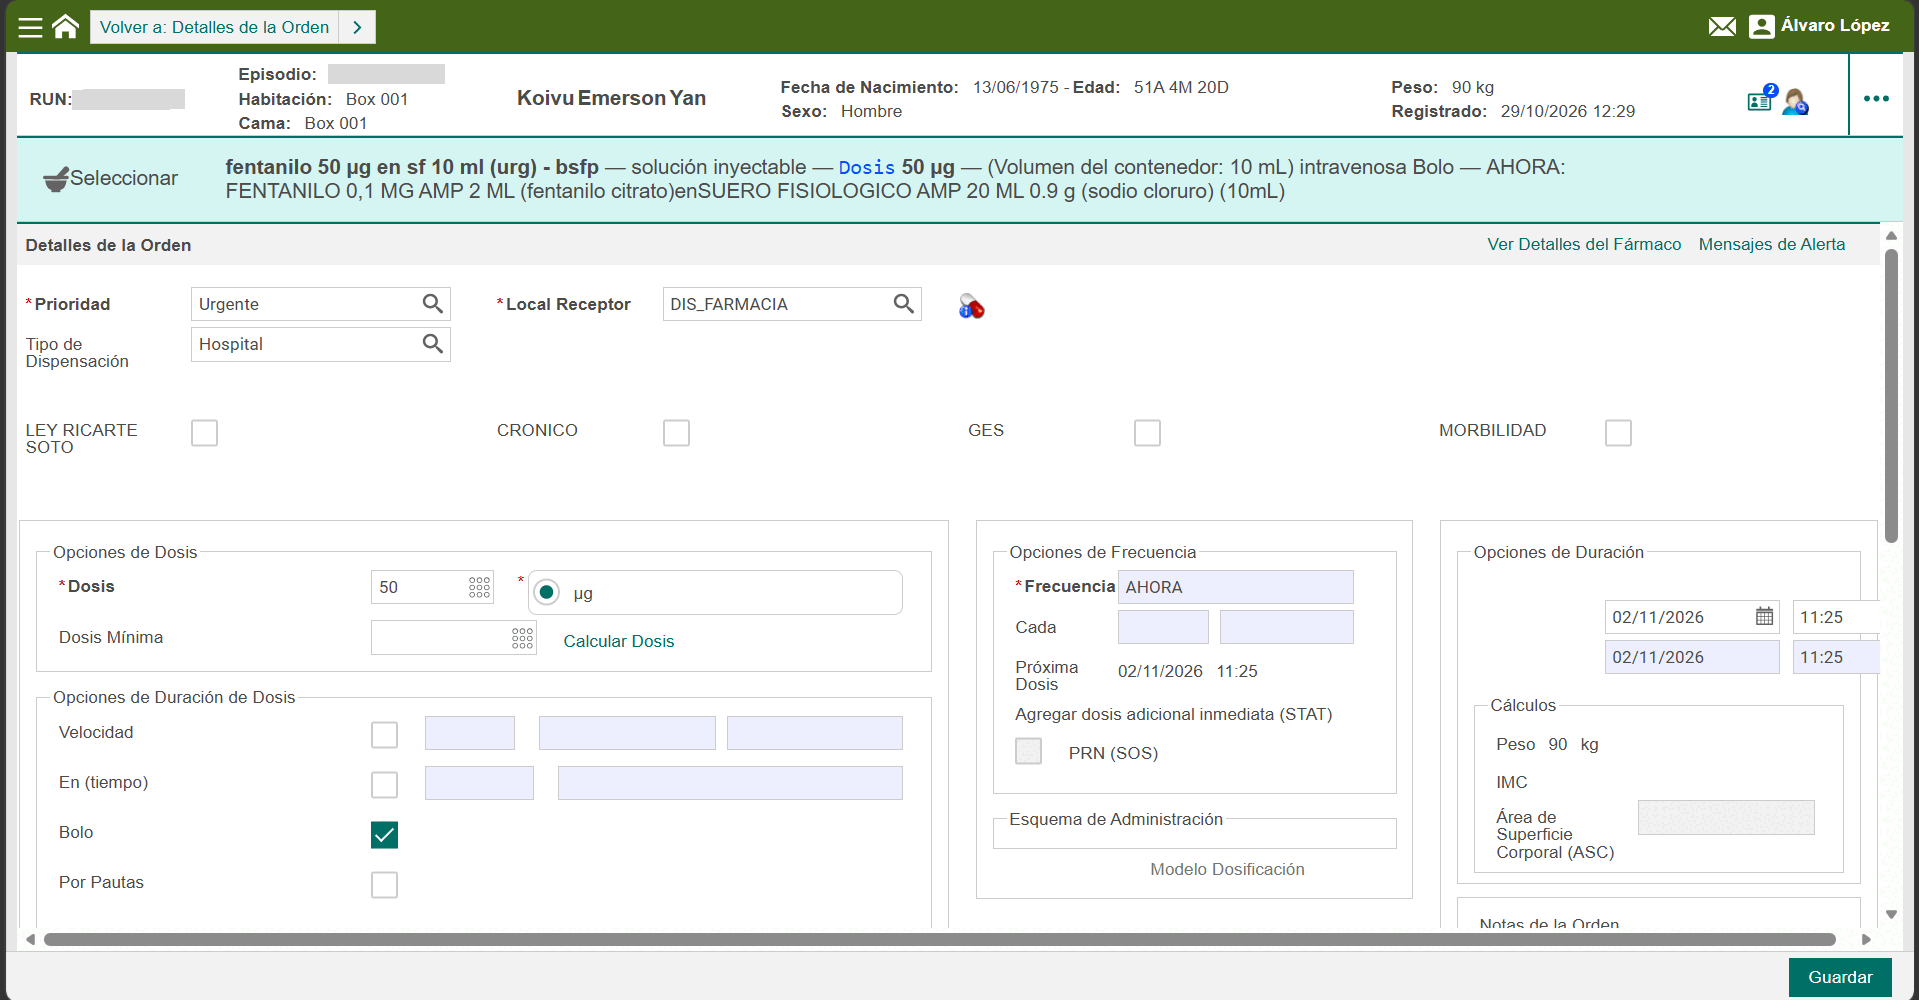 Volver a: Detalles de la Orden
Álvaro López
RUN:
Episodio:
Habitación: Box 001
Cama: Box 001
Koivu Emerson Yan
Fecha de Nacimiento: 13/06/1975 - Edad: 51A 4M 20D
Sexo: Hombre
Peso: 90 kg
Registrado: 29/10/2026 12:29
2
Seleccionar
fentanilo 50 µg en sf 10 ml (urg) - bsfp — solución inyectable — Dosis 50 µg — (Volumen del contenedor: 10 mL) intravenosa Bolo — AHORA:
FENTANILO 0,1 MG AMP 2 ML (fentanilo citrato)enSUERO FISIOLOGICO AMP 20 ML 0.9 g (sodio cloruro) (10mL)
Detalles de la Orden
Ver Detalles del Fármaco Mensajes de Alerta
*Prioridad Urgente *Local Receptor DIS_FARMACIA
Tipo de
Dispensación
Hospital
LEY RICARTE
SOTO
CRONICO GES MORBILIDAD
Opciones de Dosis
*Dosis 50 * µg
Dosis Mínima Calcular Dosis
Opciones de Duración de Dosis
Velocidad
En (tiempo)
Bolo
Por Pautas
Opciones de Frecuencia
*Frecuencia AHORA
Cada
Próxima
Dosis
02/11/2026 11:25
Agregar dosis adicional inmediata (STAT)
PRN (SOS)
Esquema de Administración
Modelo Dosificación
Opciones de Duración
02/11/2026 11:25
02/11/2026 11:25
Cálculos
Peso 90 kg
IMC
Área de
Superficie
Corporal (ASC)
Notas de la Orden
Guardar